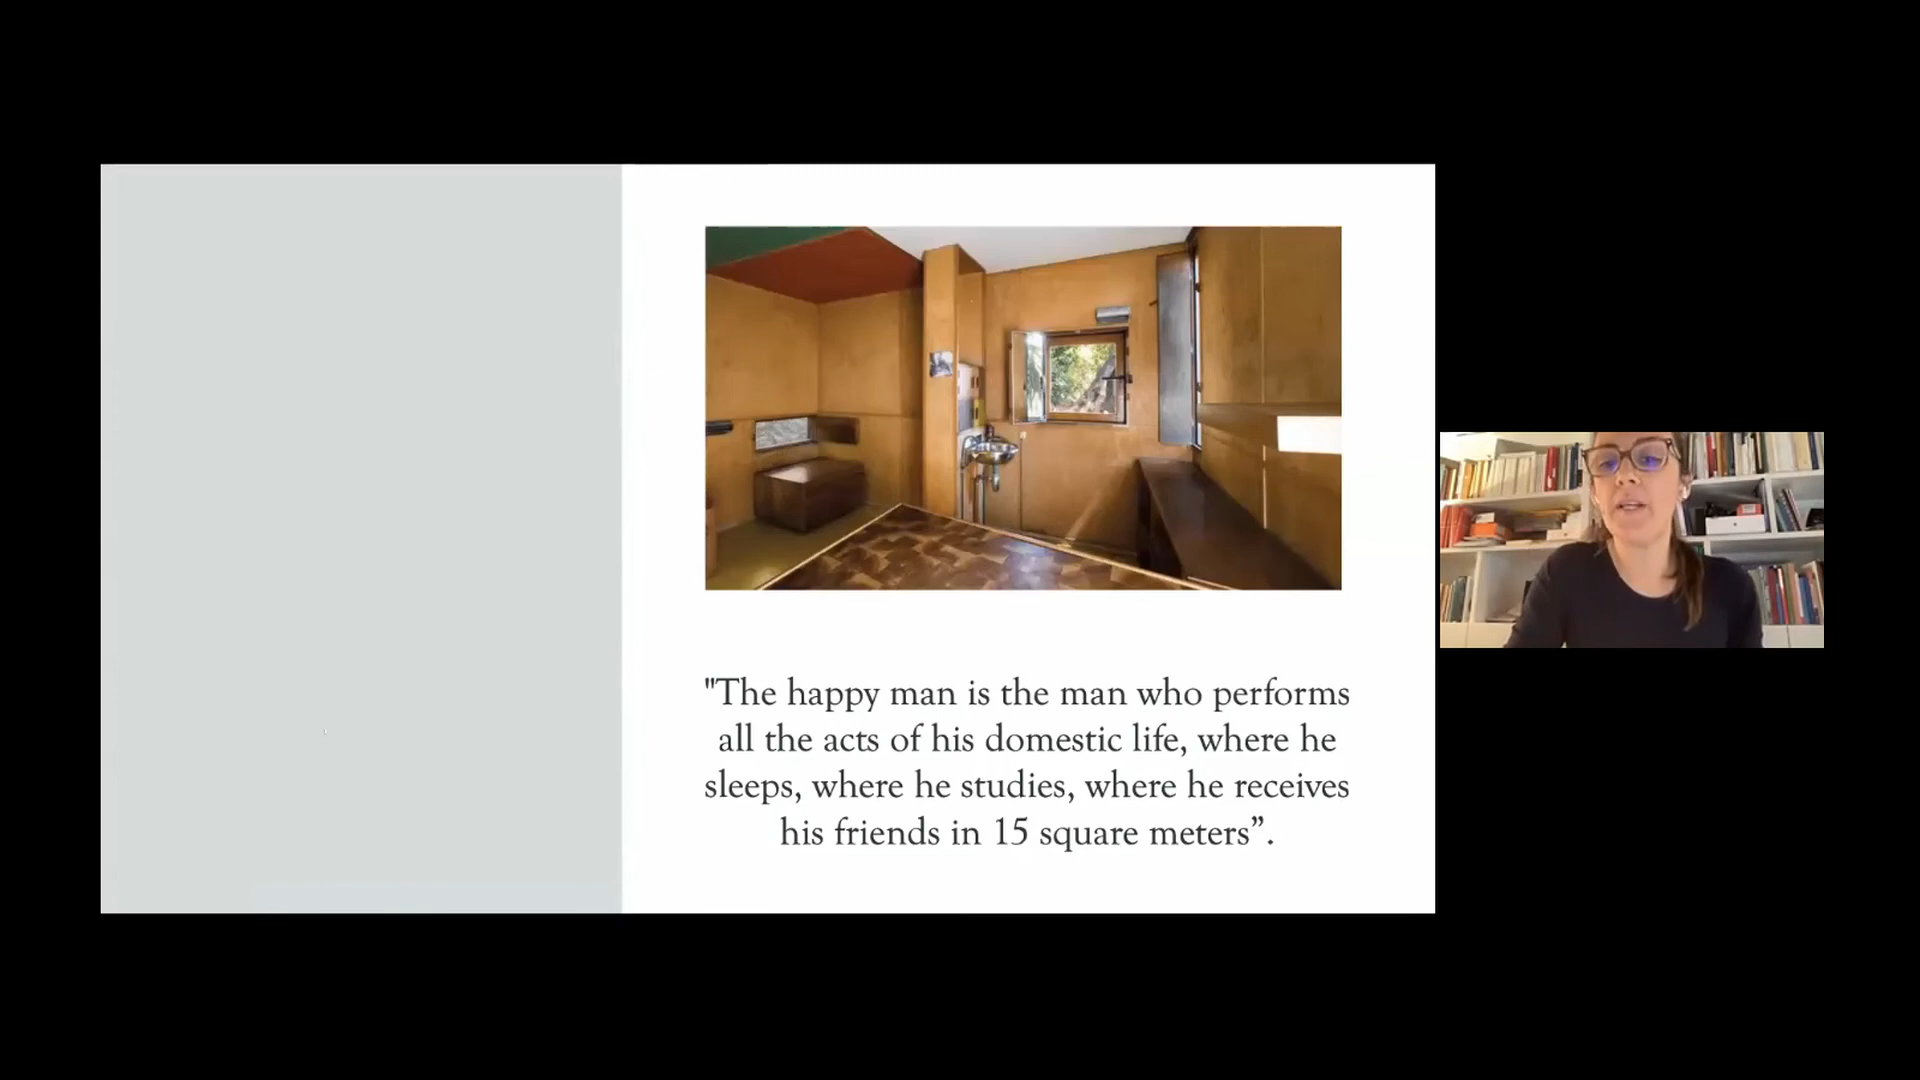 "The happy man is the man who performs
all the acts of his domestic life, where he
sleeps, where he studies, where he receives
his friends in 15 square meters”.